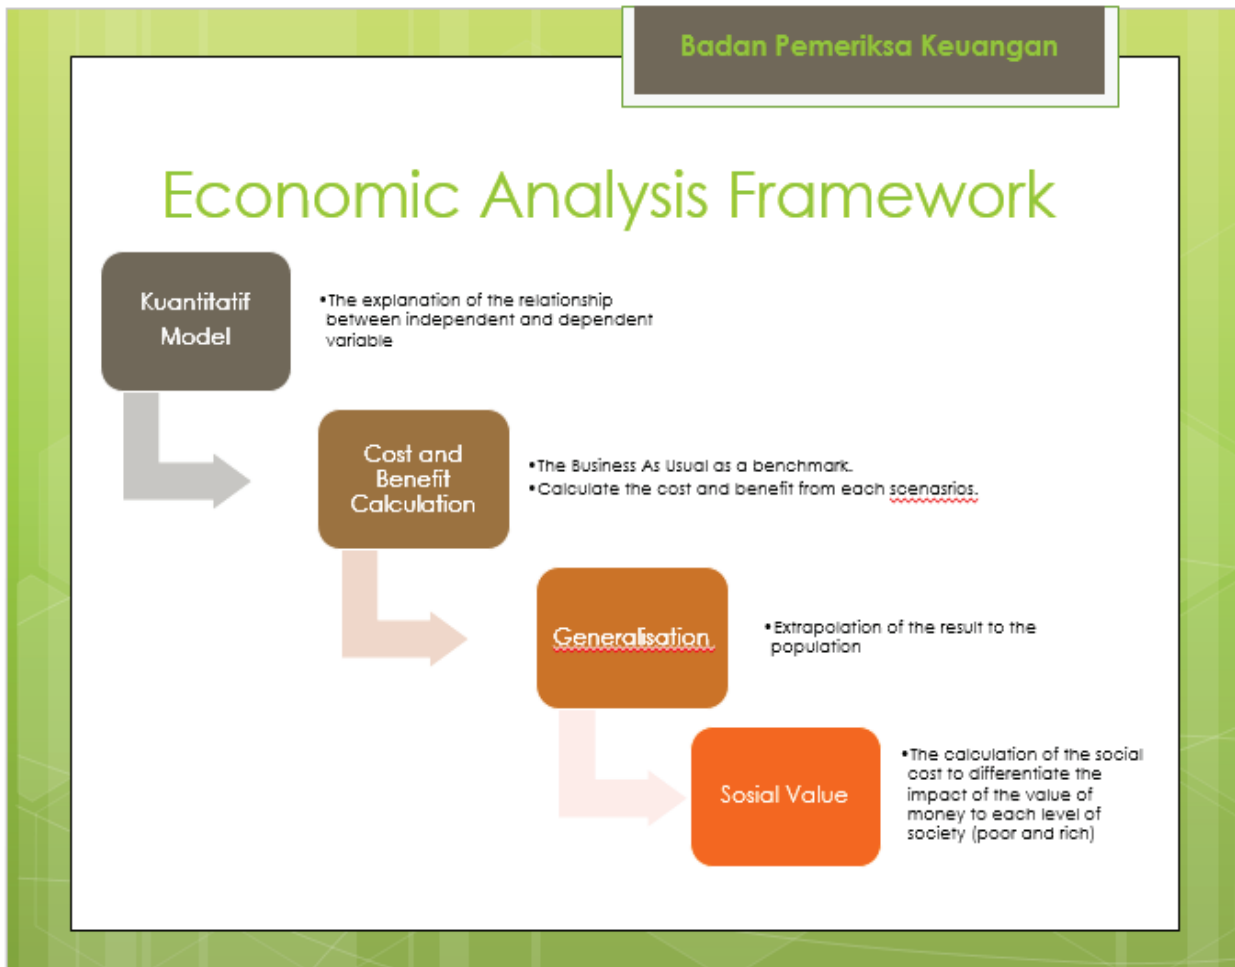 Badan Pemeriksa Keuangan
Economic Analysis Framework
Kuantitatif
Model
•The explanation of the relationship
between independent and dependent
variable
Cost and
Benefit
Calculation
•The Business As Usual as a benchmark.
•Calculate the cost and benefit from each scenasrios.
Generalisation
•Extrapolation of the result to the
population
Sosial Value
•The calculation of the social
cost to differentiate the
impact of the value of
money to each level of
society (poor and rich)